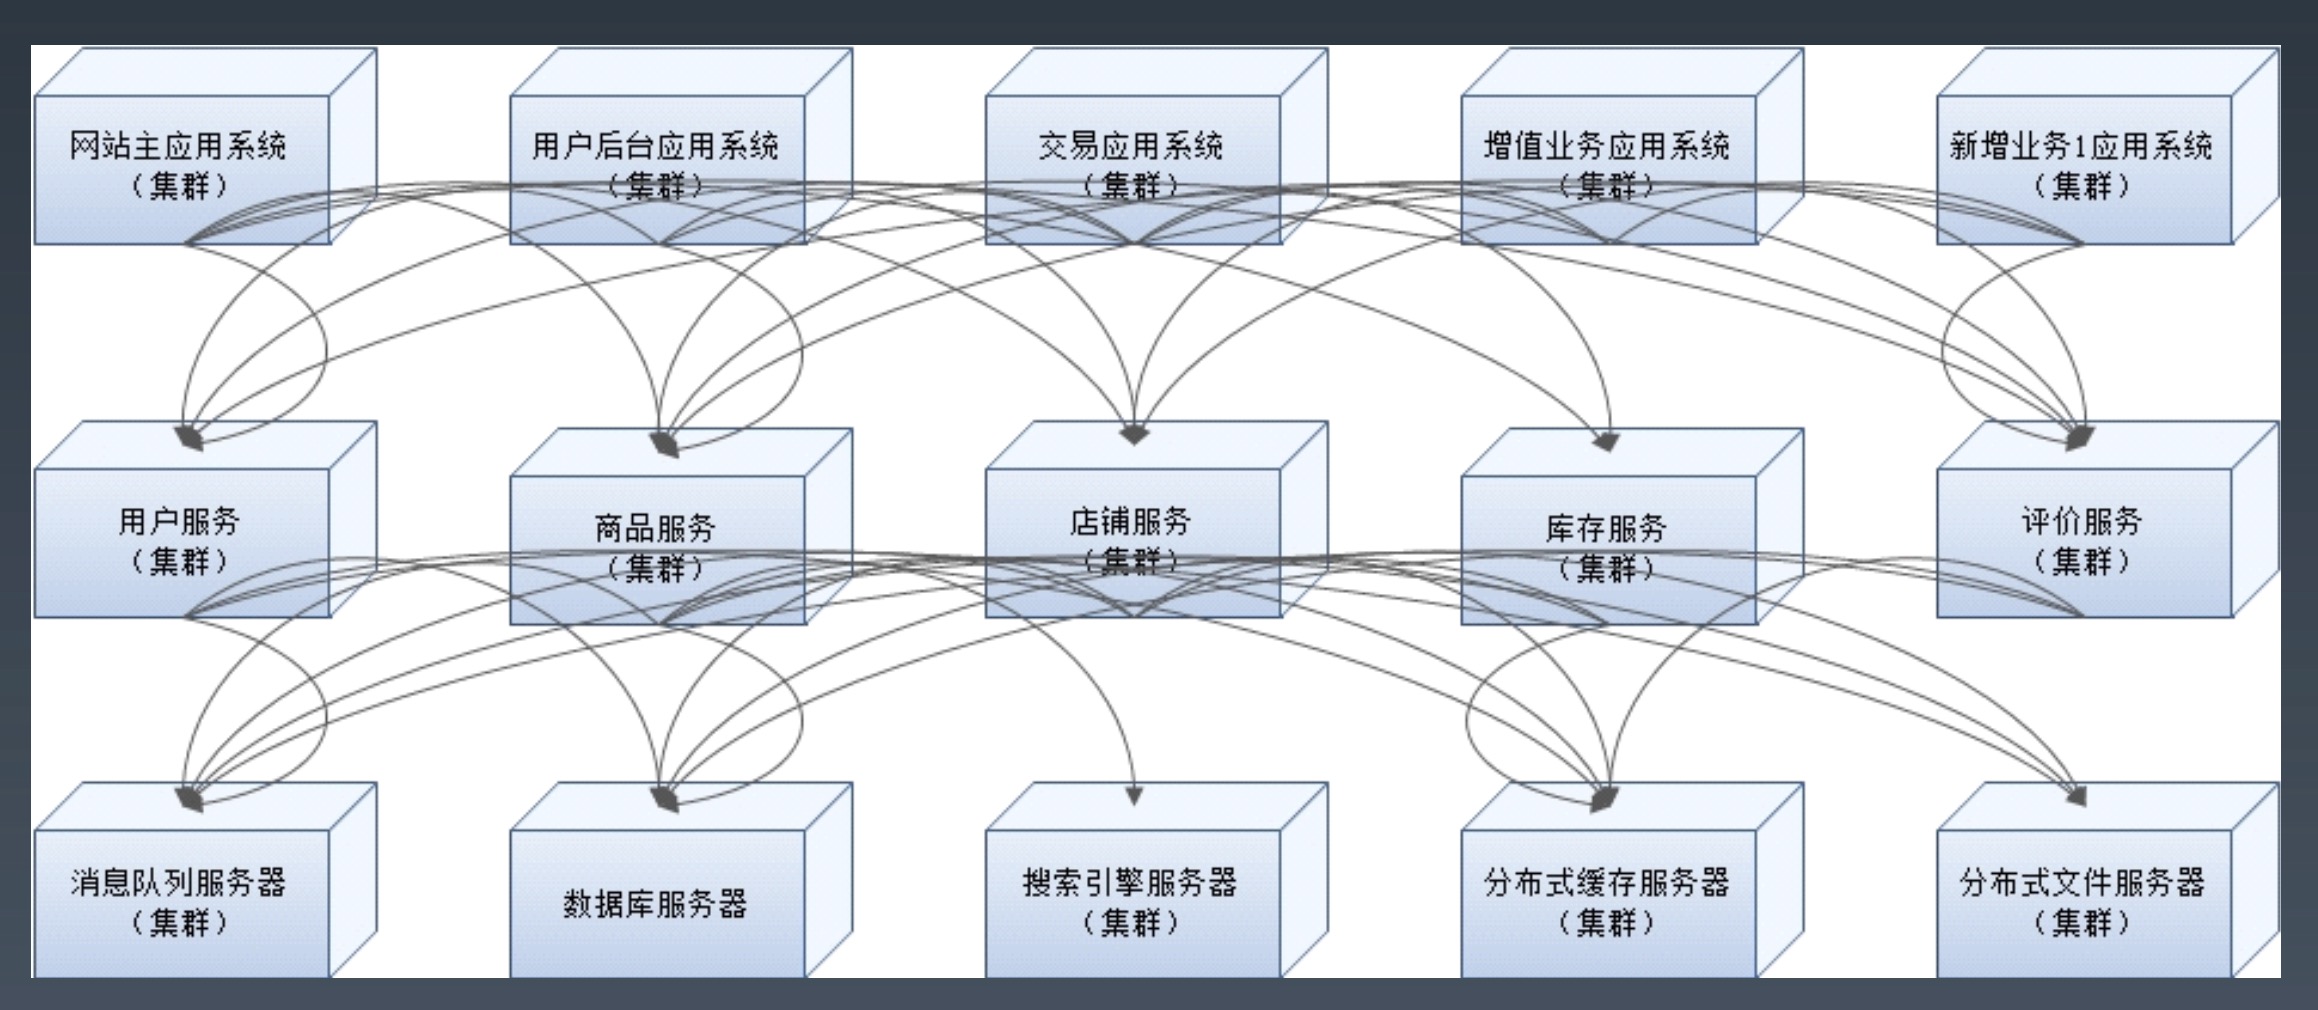 网站主应用系统
（集群）
用户后台应用系统
（集群）
交易应用系统
（集群）
增值业务应用系统
（集群）
新增业务1应用系统
（集群）
用户服务
（集群）
商品服务
（集群）
店铺服务
（集群）
库存服务
（集群）
评价服务
（集群）
消息队列服务器
（集群）
数据库服务器
搜索引擎服务器
（集群）
分布式缓存服务器
（集群）
分布式文件服务器
（集群）